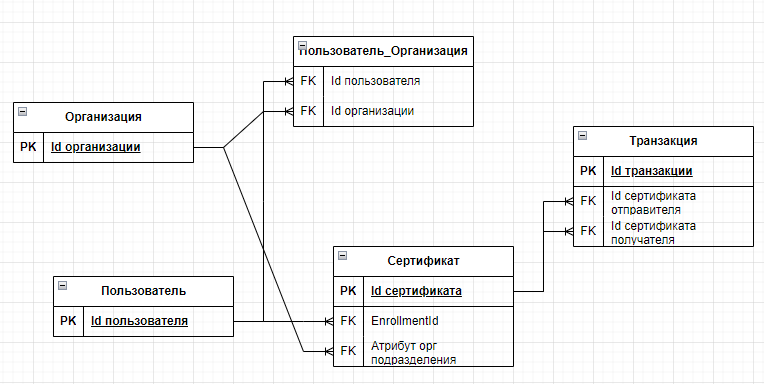 Пользователь_Организация
FK Id пользователя
FK Id организации
Организация
PK Id организации
Транзакция
PK Id транзакции
FK Id сертификата
отправителя
FK Id сертификата
получателя
Сертификат
PK Id сертификата
FK EnrollmentId
FK Атрибут орг
подразделения
Пользователь
PK Id пользователя